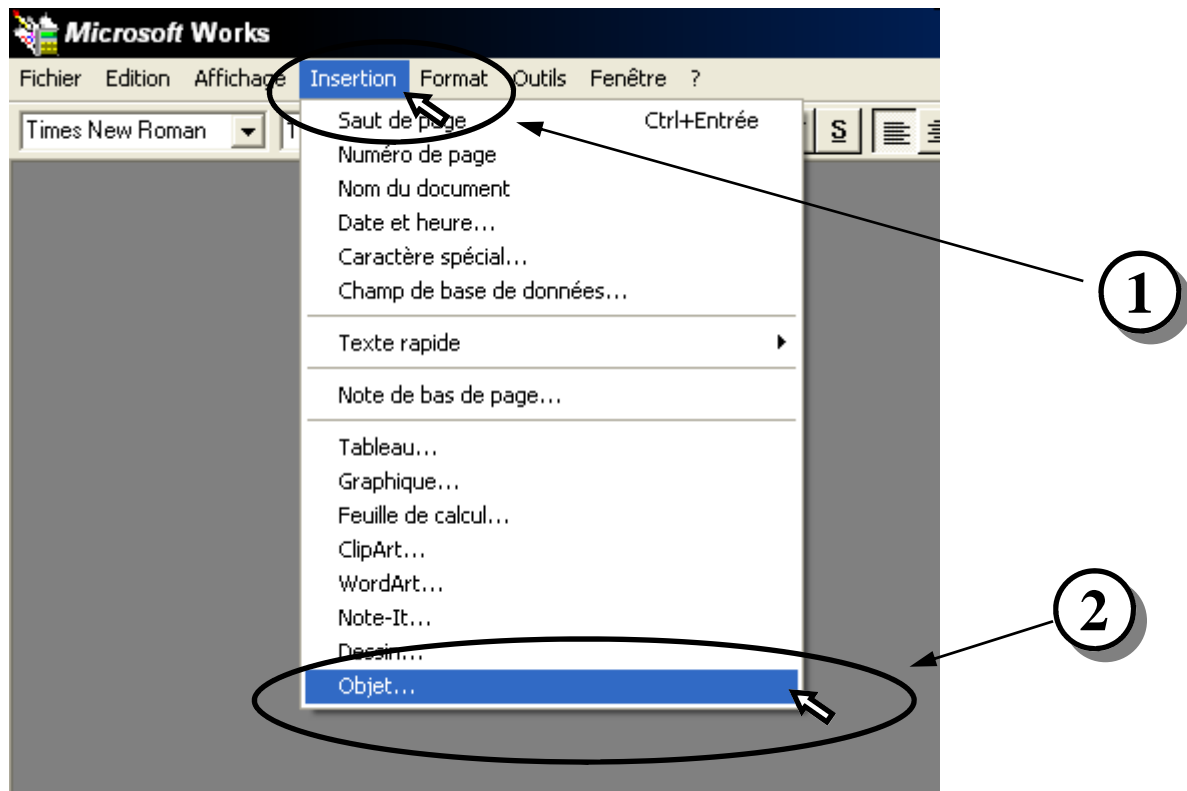 Microsoft Works
Fichier Edition Affichage Insertion Format Outils Fenêtre ?
Times New Roman 1 S
Saut de page Ctrl+Entrée
Numéro de page
Nom du document
Date et heure...
Caractère spécial...
Champ de base de données...
1
Texte rapide
Note de bas de page...
Tableau...
Graphique...
Feuille de calcul...
ClipArt...
WordArt...
Note-It...
2
Dessin...
Objet...